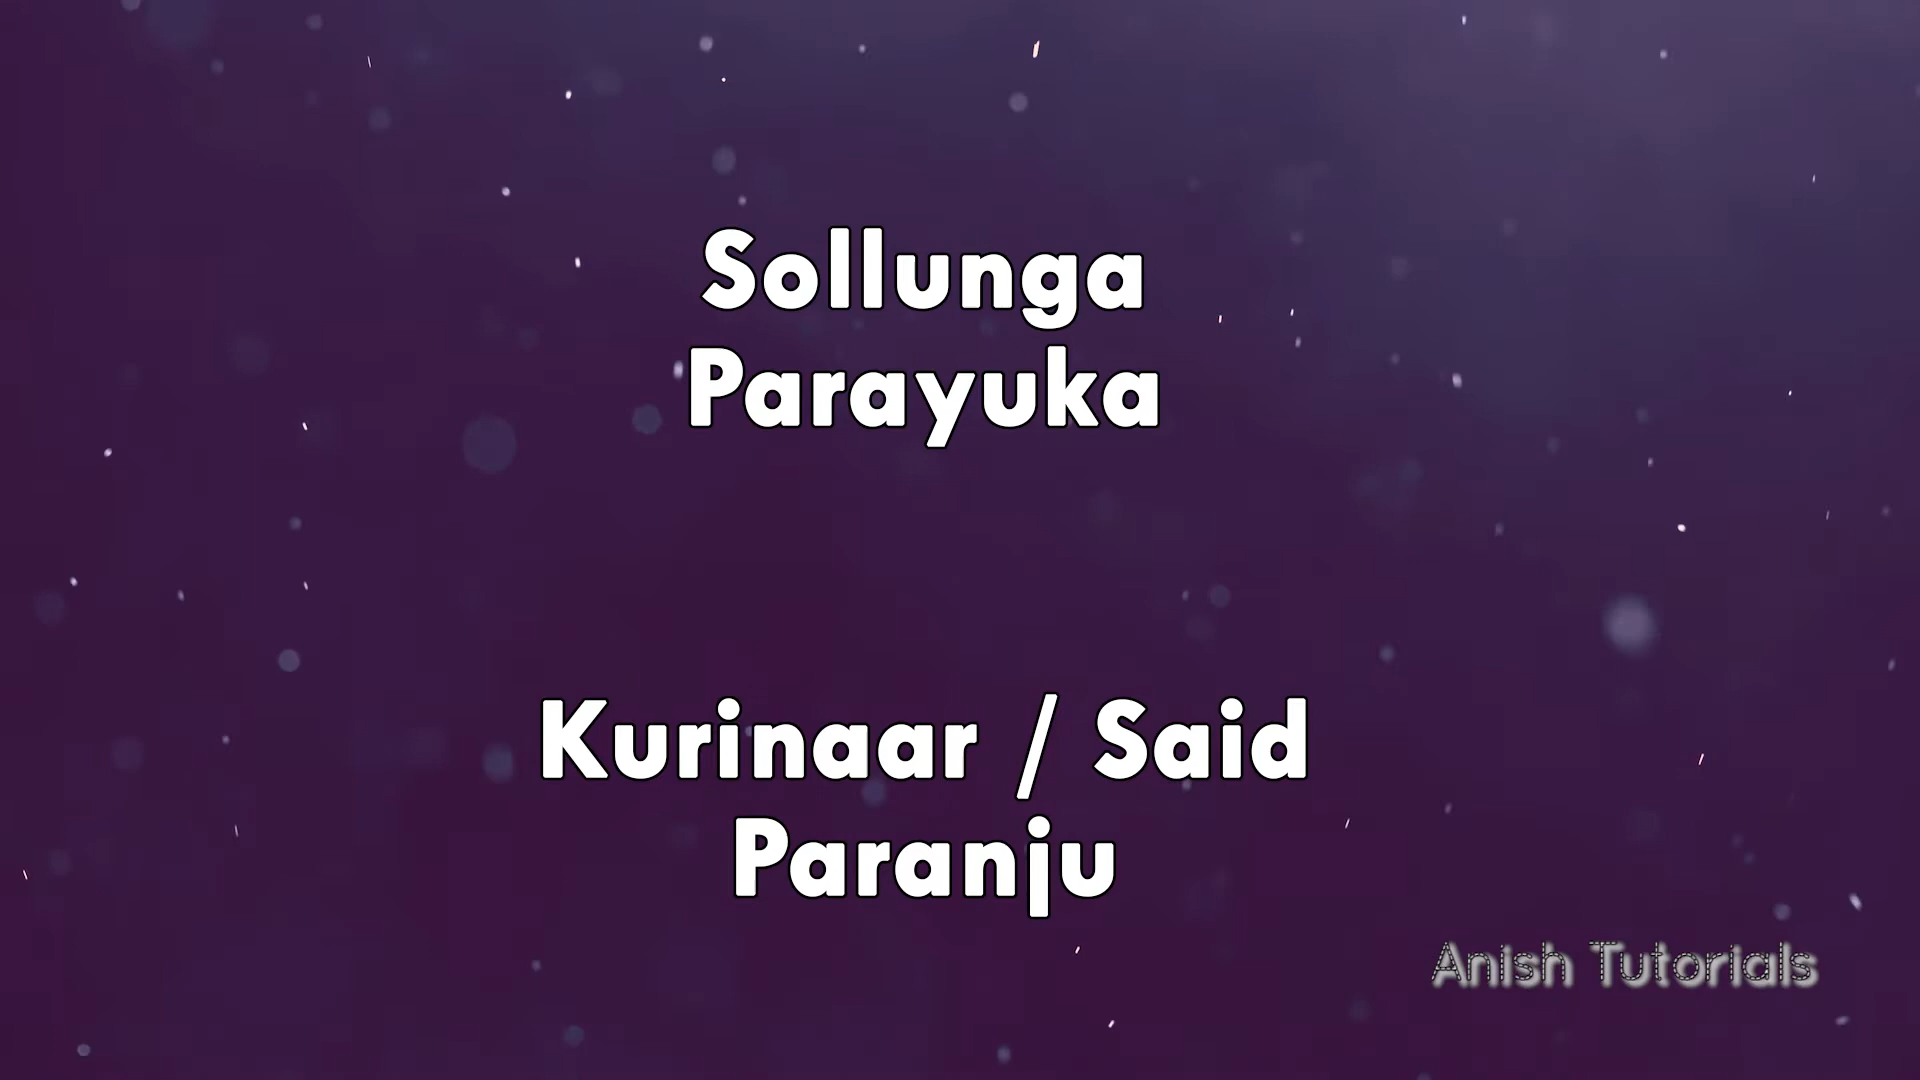 Sollunga
Parayuka
Kurinaar / Said
Paranju
Anish Tutorials